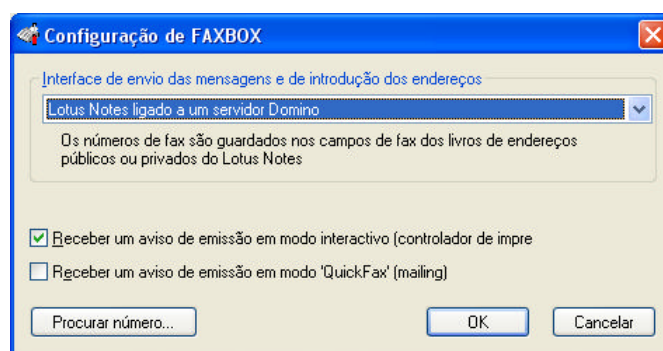 Configuração de FAXBOX
Interface de envio das mensagens e de introdução dos endereços
Lotus Notes ligado a um servidor Domino
Os números de fax são guardados nos campos de fax dos livros de endereços
públicos ou privados do Lotus Notes
Receber um aviso de emissão em modo interactivo (controlador de impre
Receber um aviso de emissão em modo 'QuickFax' (mailing)
Procurar número... OK Cancelar